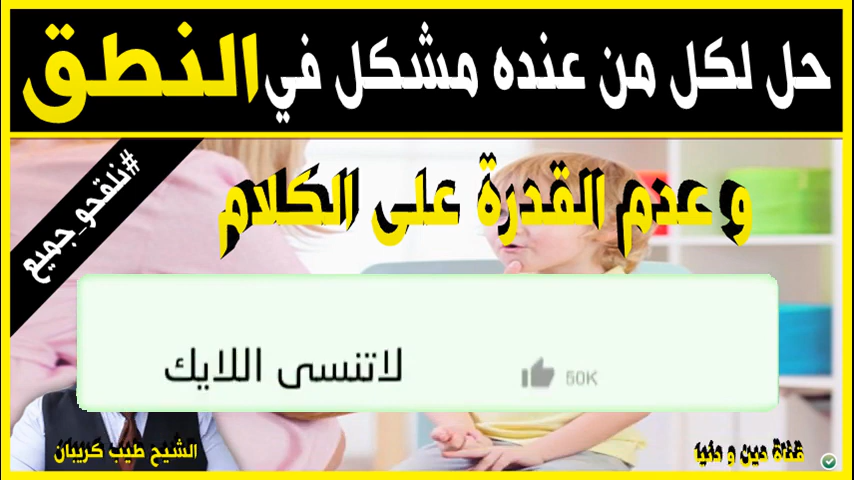 حل لكل من عنده مشكل في النطق
#نلقحو_جميع
و عدم القدرة على الكلام
لاتنسى اللايك
50K
الشيخ طيب كريبان
قناة دين و دنيا